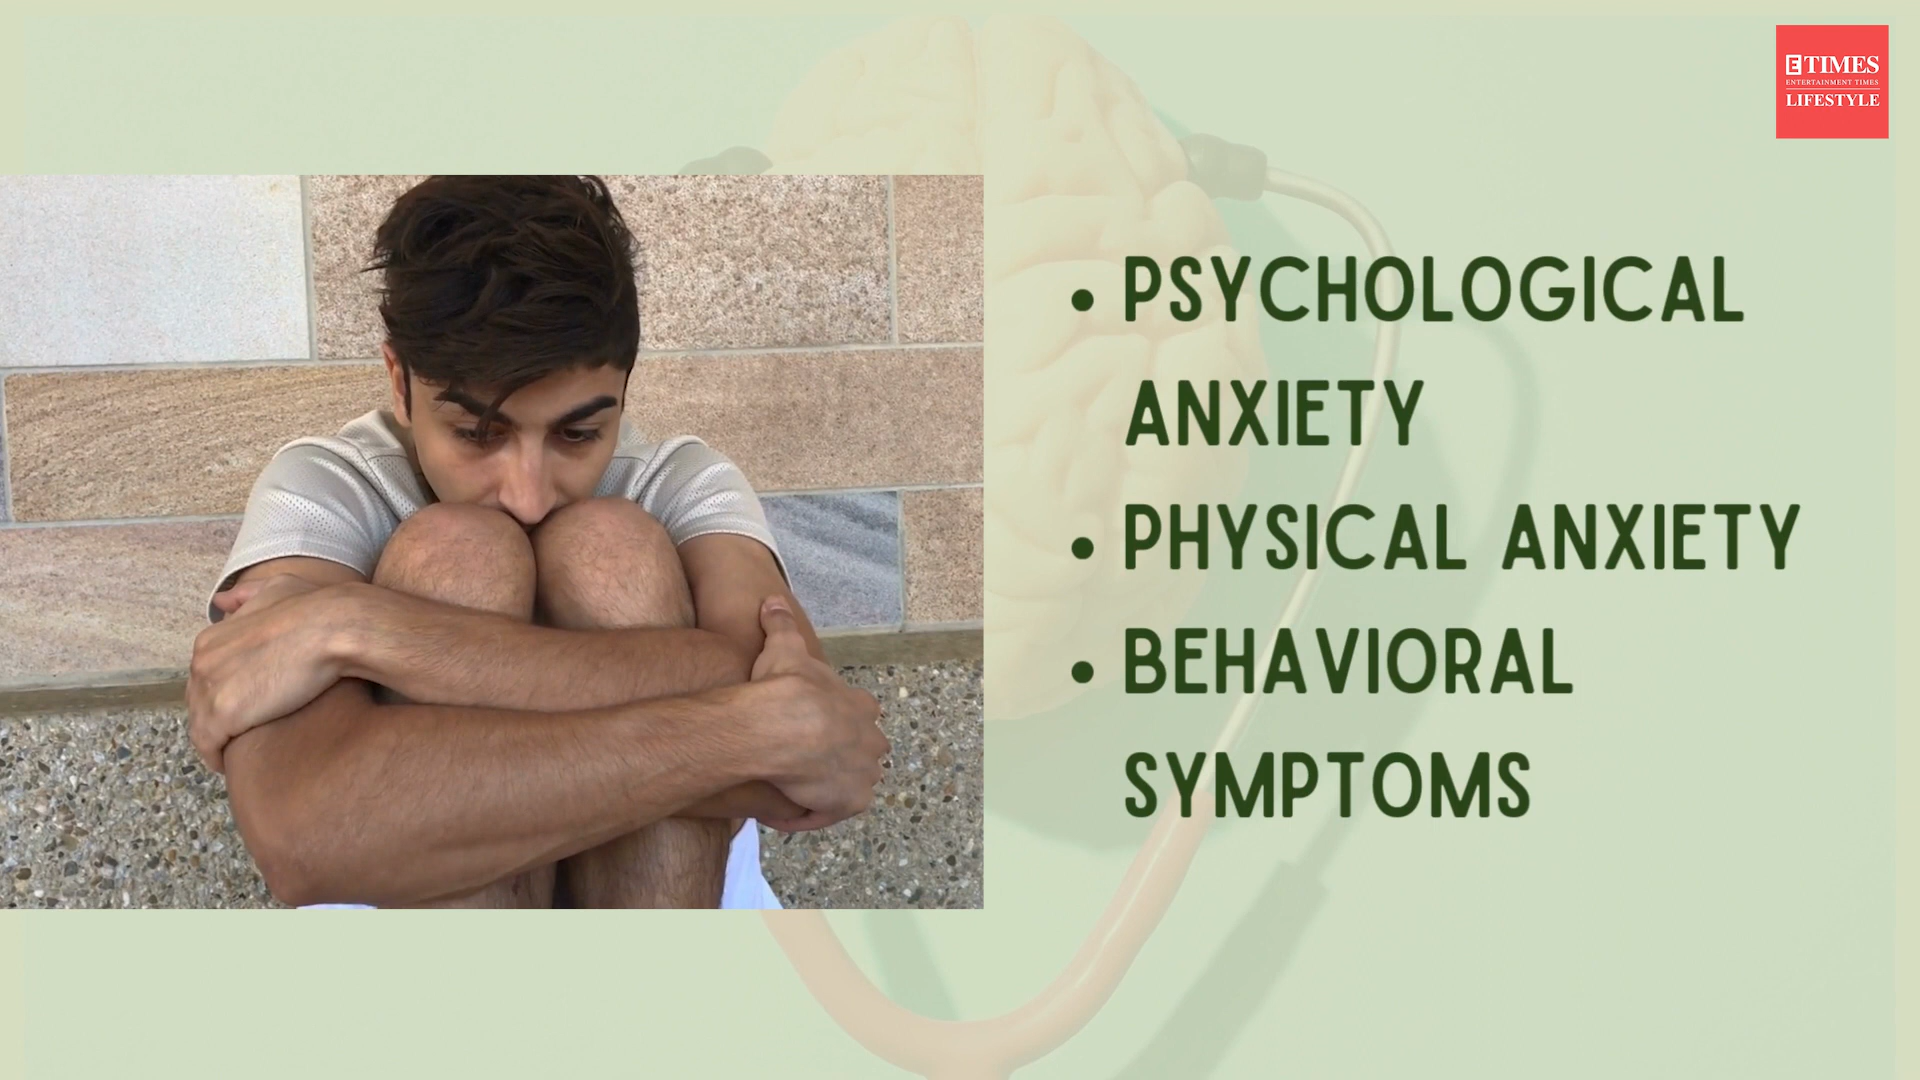 ETIMES
ENTERTAINMENT TIMES
LIFESTYLE
• PSYCHOLOGICAL
ANXIETY
• PHYSICAL ANXIETY
• BEHAVIORAL
SYMPTOMS